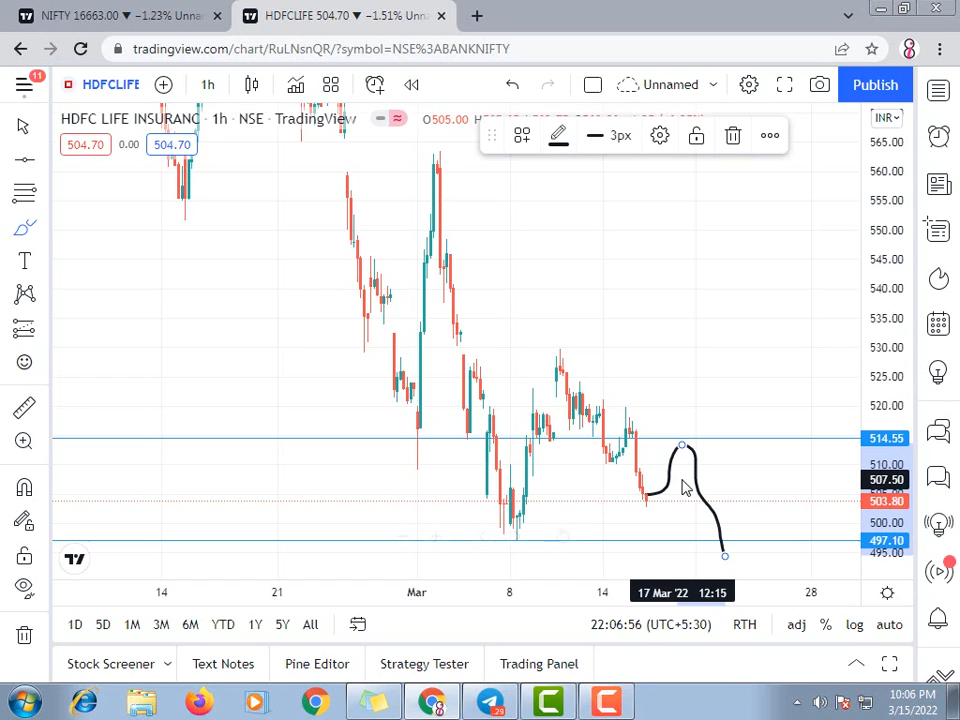 NIFTY 16663.00 ▼ −1.23% Unna
HDFCLIFE 504.70 ▼ −1.51% Unn
tradingview.com/chart/RuLNsnQR/?symbol=NSE%3ABANKNIFTY
11
HDFCLIFE
1h
Unnamed
Publish
HDFC LIFE INSURANC · 1h · NSE · TradingView
O505.00
INR
504.70
0.00
504.70
3px
565.00
560.00
555.00
550.00
545.00
540.00
535.00
530.00
525.00
520.00
514.55
510.00
507.50
503.80
500.00
497.10
495.00
14
21
Mar
8
14
17 Mar '22 12:15
28
1D
5D
1M
3M
6M
YTD
1Y
5Y
All
22:06:56 (UTC+5:30)
RTH
adj
%
log
auto
Stock Screener
Text Notes
Pine Editor
Strategy Tester
Trading Panel
29
10:06 PM
3/15/2022